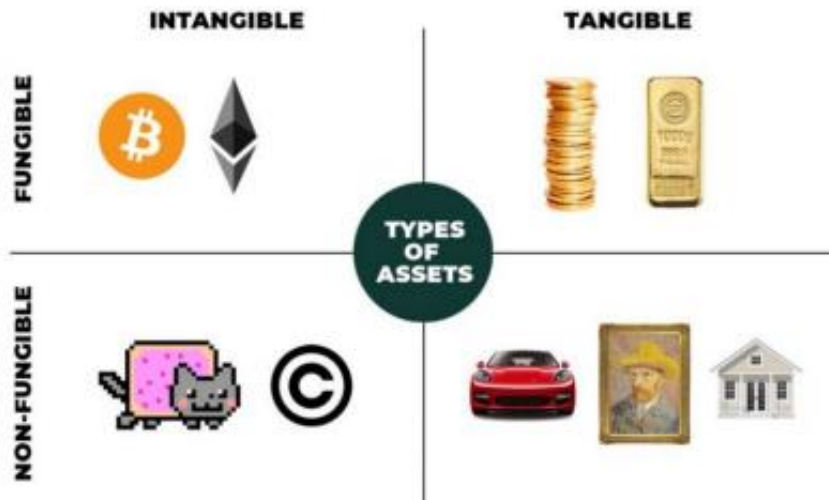 INTANGIBLE
TANGIBLE
FUNGIBLE
TYPES
OF
ASSETS
NON-FUNGIBLE